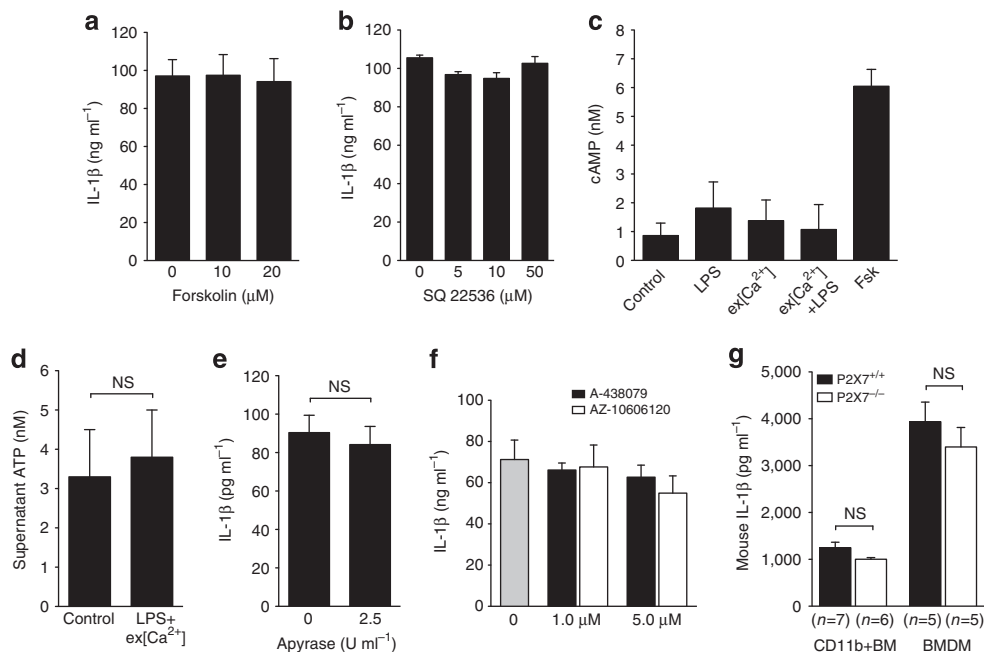 a
120
100
80
60
40
20
0
IL-1β (ng ml⁻¹)
0 10 20
Forskolin (μM)
b
120
100
80
60
40
20
0
IL-1β (ng ml⁻¹)
0 5 10 50
SQ 22536 (μM)
c
8
7
6
5
4
3
2
1
0
cAMP (nM)
Control
LPS
ex[Ca²⁺]
ex[Ca²⁺]
+LPS
Fsk
d
6
5
4
3
2
1
0
Supernatant ATP (nM)
NS
Control
LPS+
ex[Ca²⁺]
e
120
100
80
60
40
20
0
IL-1β (pg ml⁻¹)
NS
0 2.5
Apyrase (U ml⁻¹)
f
100
80
60
40
20
0
IL-1β (ng ml⁻¹)
A-438079
AZ-10606120
0 1.0 μM 5.0 μM
g
5,000
4,000
3,000
2,000
1,000
0
Mouse IL-1β (pg ml⁻¹)
P2X7⁺/⁺
P2X7⁻/⁻
NS
NS
(n=7) (n=6) (n=5) (n=5)
CD11b+BM BMDM